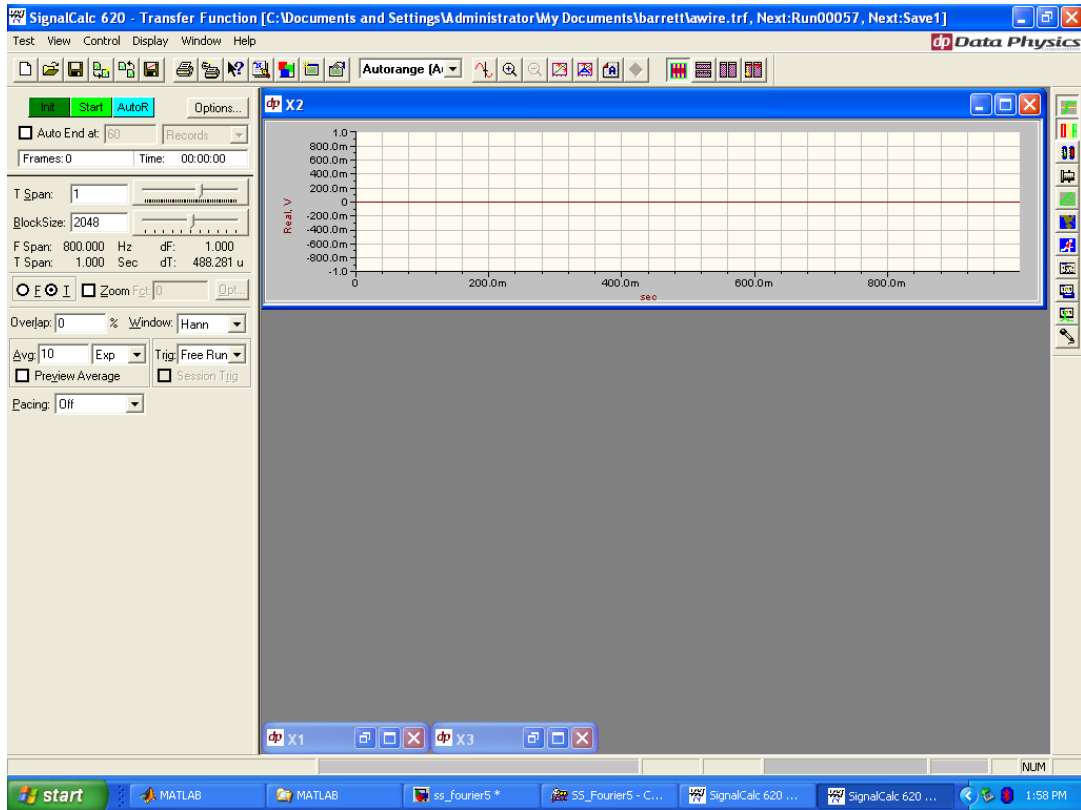 SignalCalc 620 - Transfer Function [C:\Documents and Settings\Administrator\My Documents\barrett\awire.trf, Next:Run00057, Next:Save1]
Test View Control Display Window Help
dp Data Physics
Autorange (A
Init Start AutoR Options...
Auto End at: 60 Records
Frames: 0 Time: 00:00:00
T Span: 1
BlockSize: 2048
F Span: 800.000 Hz dF: 1.000
T Span: 1.000 Sec dT: 488.281 u
F T Zoom Fct: 0 Opt...
Overlap: 0 % Window: Hann
Avg: 10 Exp Trig: Free Run
Preview Average Session Trig
Pacing: Off
dp X2
1.0
800.0m
600.0m
400.0m
200.0m
0
-200.0m
-400.0m
-600.0m
-800.0m
-1.0
Real, V
0 200.0m 400.0m 600.0m 800.0m
sec
dp X1 dp X3
NUM
start MATLAB MATLAB ss_fourier5 * SS_Fourier5 - C... SignalCalc 620 ... SignalCalc 620 ... 1:58 PM